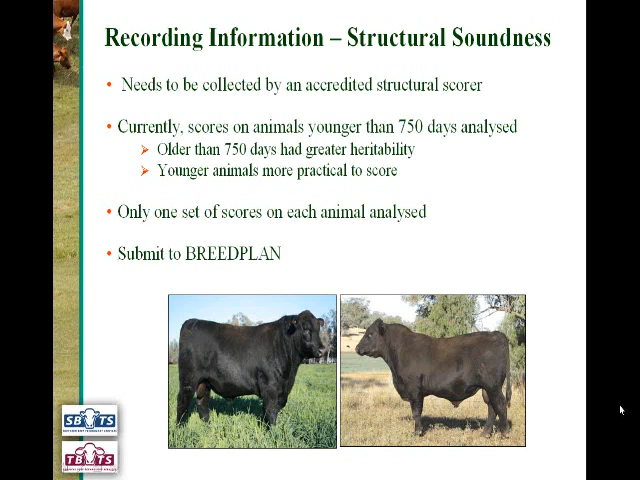 Recording Information – Structural Soundness
Needs to be collected by an accredited structural scorer
Currently, scores on animals younger than 750 days analysed
Older than 750 days had greater heritability
Younger animals more practical to score
Only one set of scores on each animal analysed
Submit to BREEDPLAN
SBTS
TBTS